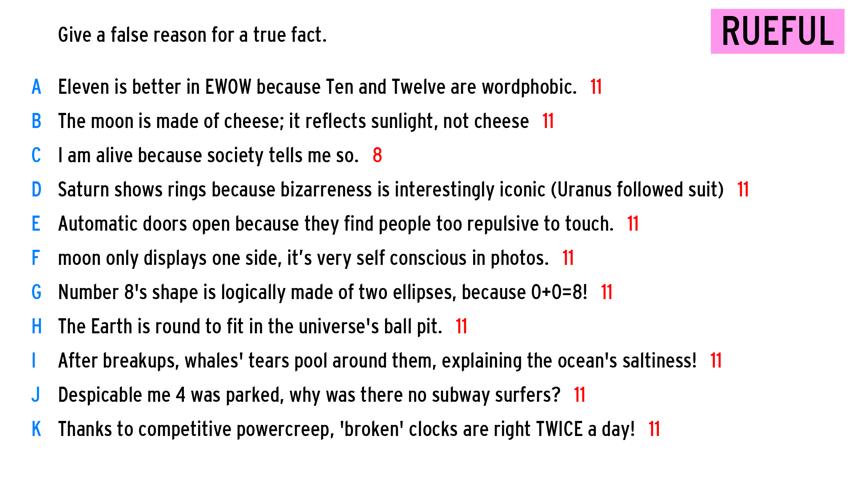 Give a false reason for a true fact.
RUEFUL
A Eleven is better in EWOW because Ten and Twelve are wordphobic. 11
B The moon is made of cheese; it reflects sunlight, not cheese 11
C I am alive because society tells me so. 8
D Saturn shows rings because bizarreness is interestingly iconic (Uranus followed suit) 11
E Automatic doors open because they find people too repulsive to touch. 11
F moon only displays one side, it's very self conscious in photos. 11
G Number 8's shape is logically made of two ellipses, because 0+0=8! 11
H The Earth is round to fit in the universe's ball pit. 11
I After breakups, whales' tears pool around them, explaining the ocean's saltiness! 11
J Despicable me 4 was parked, why was there no subway surfers? 11
K Thanks to competitive powercreep, 'broken' clocks are right TWICE a day! 11